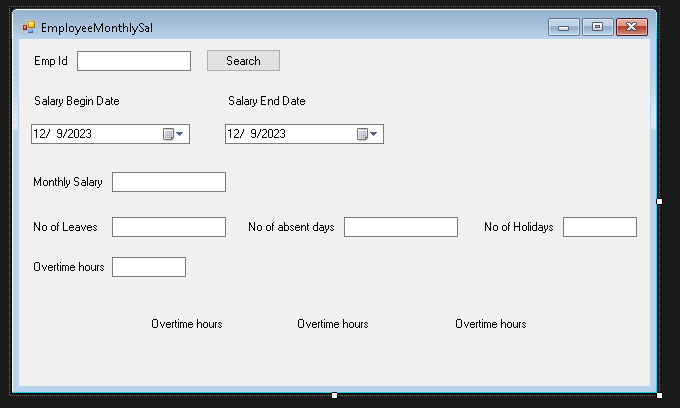 EmployeeMonthlySal
Emp Id Search
Salary Begin Date Salary End Date
12/ 9/2023 12/ 9/2023
Monthly Salary
No of Leaves No of absent days No of Holidays
Overtime hours
Overtime hours Overtime hours Overtime hours